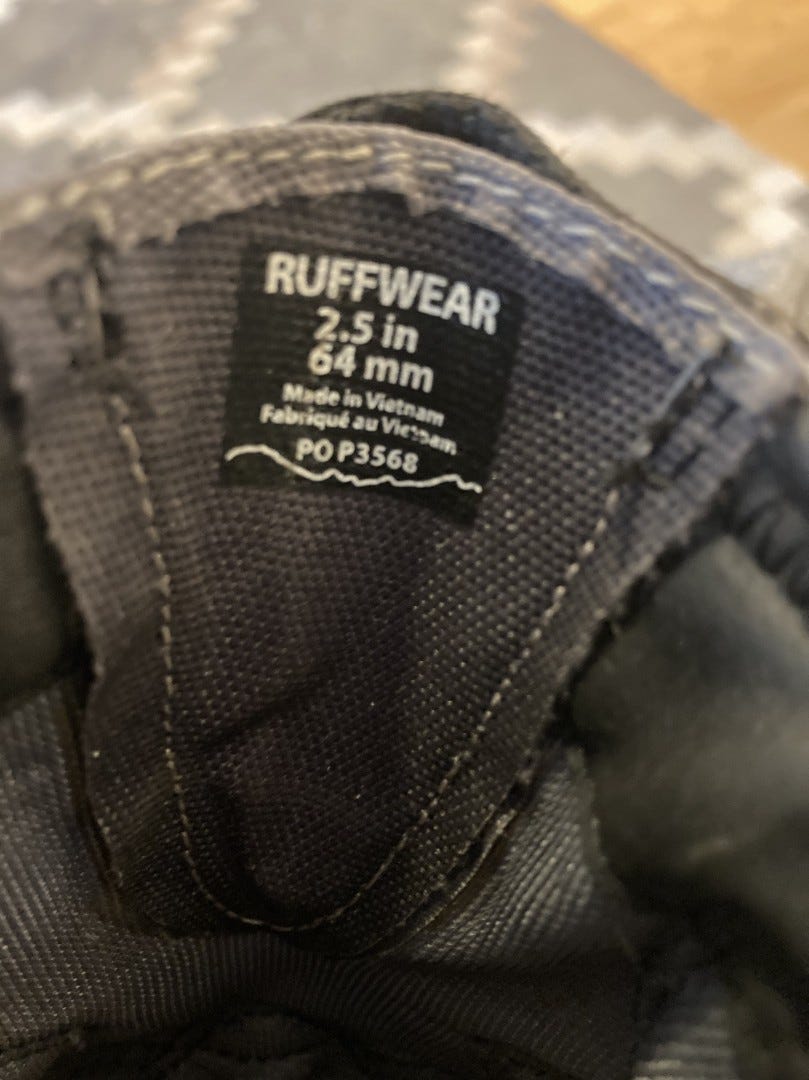 RUFFWEAR
2.5 in
64 mm
Made in Vietnam
Fabriqué au Vietnam
PO P3568